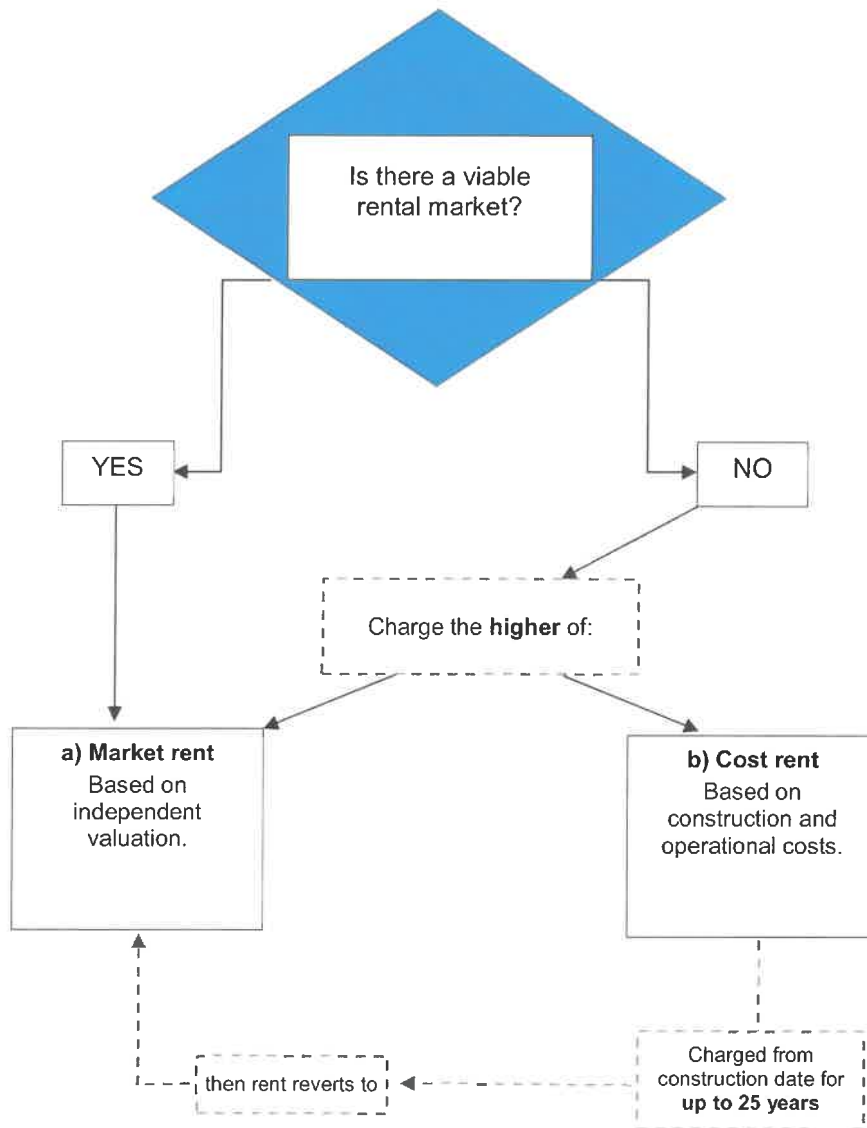 Is there a viable
rental market?
YES
NO
Charge the higher of:
a) Market rent
Based on
independent
valuation.
b) Cost rent
Based on
construction and
operational costs.
then rent reverts to
Charged from
construction date for
up to 25 years